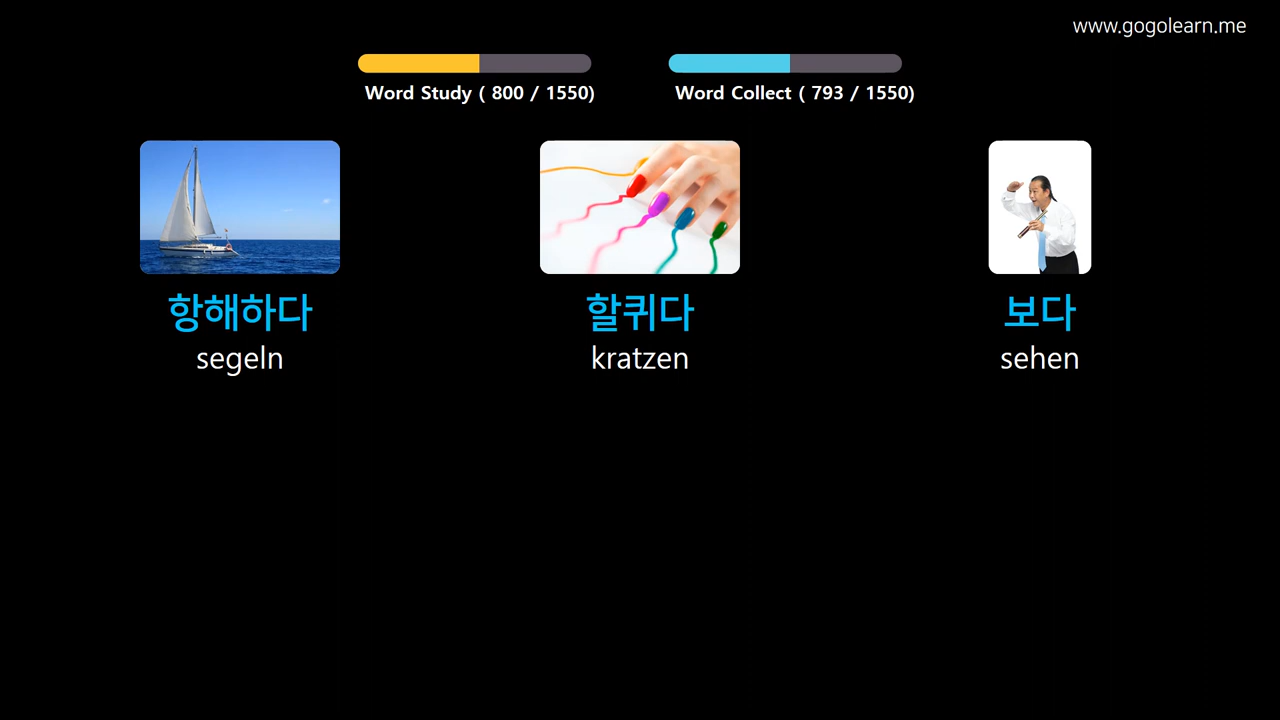 www.gogolearn.me
Word Study ( 800 / 1550)
Word Collect ( 793 / 1550)
항해하다
segeln
할퀴다
kratzen
보다
sehen